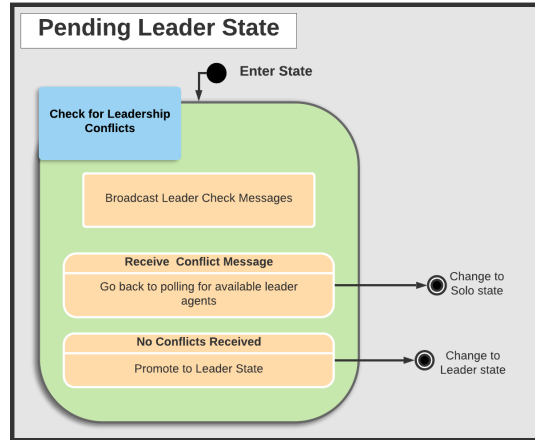 Pending Leader State
Enter State
Check for Leadership
Conflicts
Broadcast Leader Check Messages
Receive  Conflict Message
Go back to polling for available leader
agents
Change to
Solo state
No Conflicts Received
Promote to Leader State
Change to
Leader state